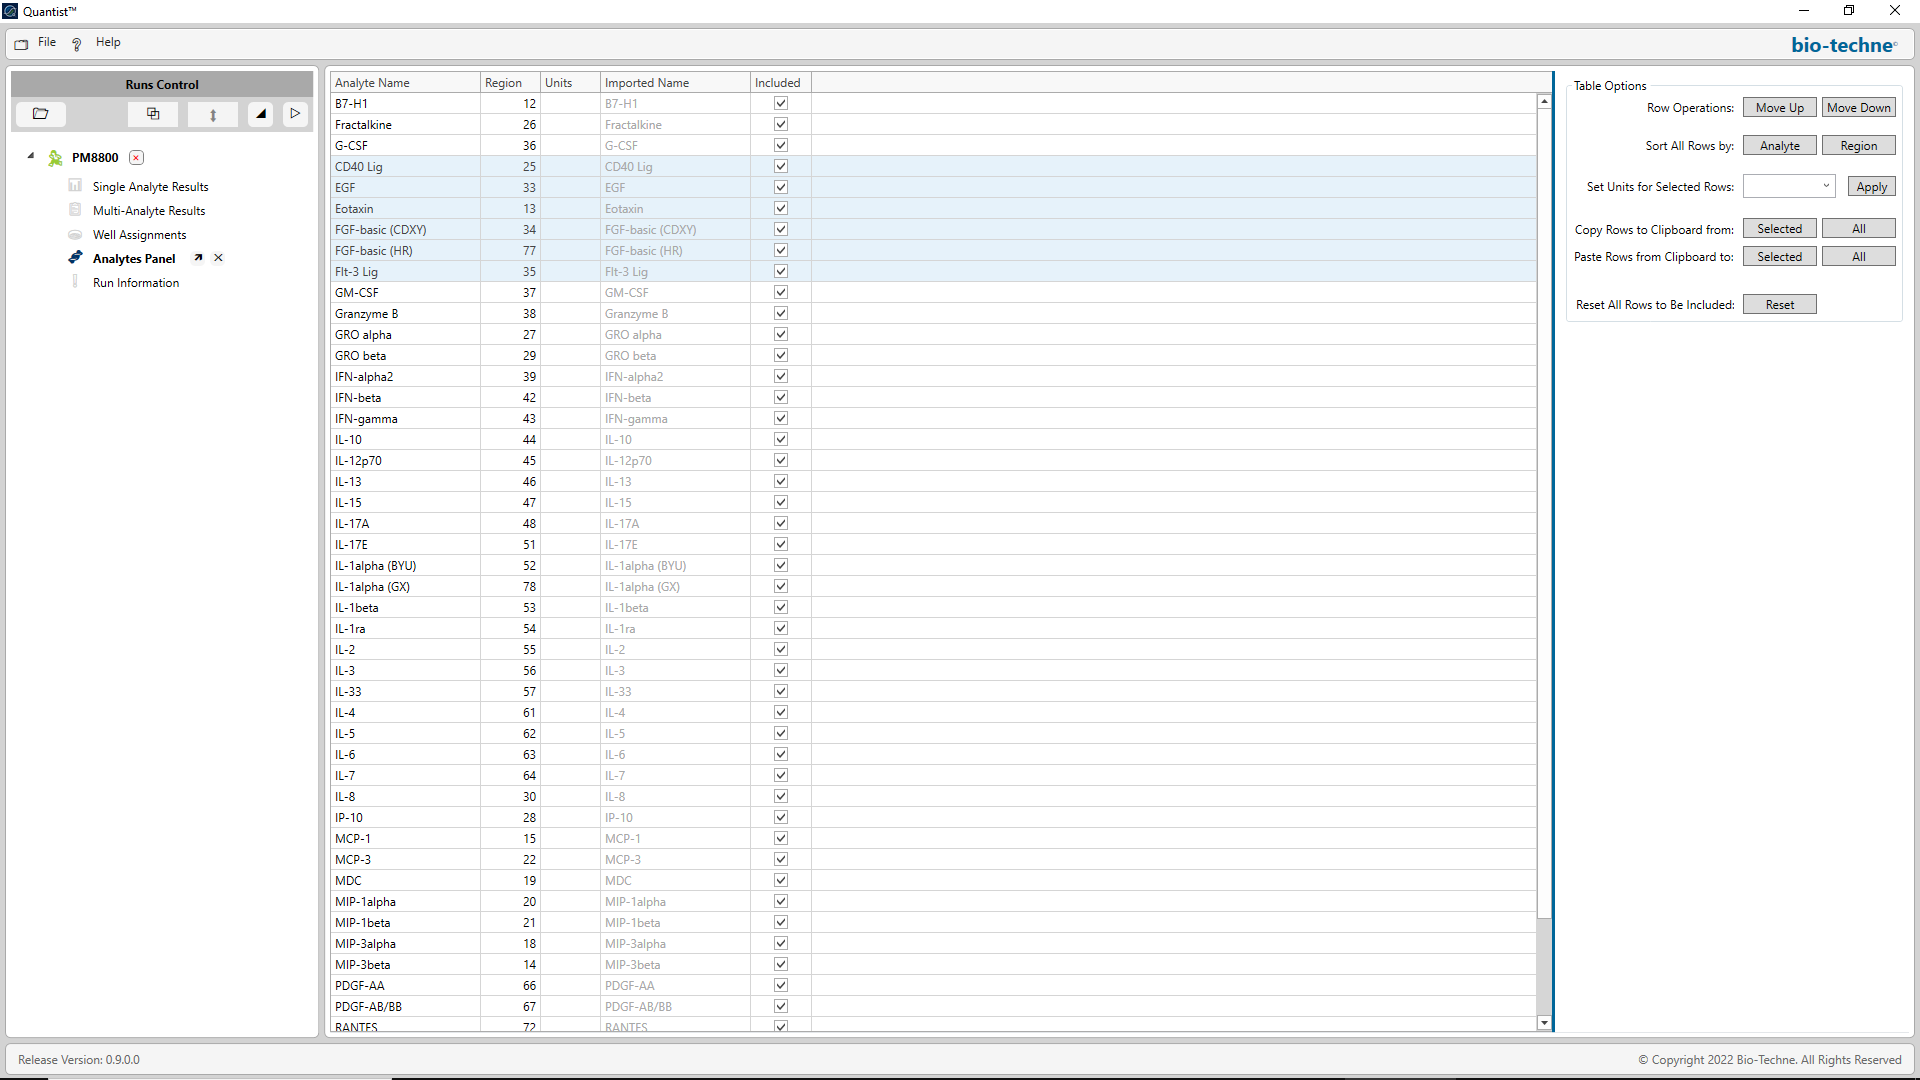 Quantist™
File Help
bio-techne®
Runs Control
PM8800
Single Analyte Results
Multi-Analyte Results
Well Assignments
Analytes Panel
Run Information
Analyte Name Region Units Imported Name Included
B7-H1 12 B7-H1
Fractalkine 26 Fractalkine
G-CSF 36 G-CSF
CD40 Lig 25 CD40 Lig
EGF 33 EGF
Eotaxin 13 Eotaxin
FGF-basic (CDXY) 34 FGF-basic (CDXY)
FGF-basic (HR) 77 FGF-basic (HR)
Flt-3 Lig 35 Flt-3 Lig
GM-CSF 37 GM-CSF
Granzyme B 38 Granzyme B
GRO alpha 27 GRO alpha
GRO beta 29 GRO beta
IFN-alpha2 39 IFN-alpha2
IFN-beta 42 IFN-beta
IFN-gamma 43 IFN-gamma
IL-10 44 IL-10
IL-12p70 45 IL-12p70
IL-13 46 IL-13
IL-15 47 IL-15
IL-17A 48 IL-17A
IL-17E 51 IL-17E
IL-1alpha (BYU) 52 IL-1alpha (BYU)
IL-1alpha (GX) 78 IL-1alpha (GX)
IL-1beta 53 IL-1beta
IL-1ra 54 IL-1ra
IL-2 55 IL-2
IL-3 56 IL-3
IL-33 57 IL-33
IL-4 61 IL-4
IL-5 62 IL-5
IL-6 63 IL-6
IL-7 64 IL-7
IL-8 30 IL-8
IP-10 28 IP-10
MCP-1 15 MCP-1
MCP-3 22 MCP-3
MDC 19 MDC
MIP-1alpha 20 MIP-1alpha
MIP-1beta 21 MIP-1beta
MIP-3alpha 18 MIP-3alpha
MIP-3beta 14 MIP-3beta
PDGF-AA 66 PDGF-AA
PDGF-AB/BB 67 PDGF-AB/BB
RANTES 72 RANTES
Table Options
Row Operations: Move Up Move Down
Sort All Rows by: Analyte Region
Set Units for Selected Rows: Apply
Copy Rows to Clipboard from: Selected All
Paste Rows from Clipboard to: Selected All
Reset All Rows to Be Included: Reset
Release Version: 0.9.0.0
© Copyright 2022 Bio-Techne. All Rights Reserved